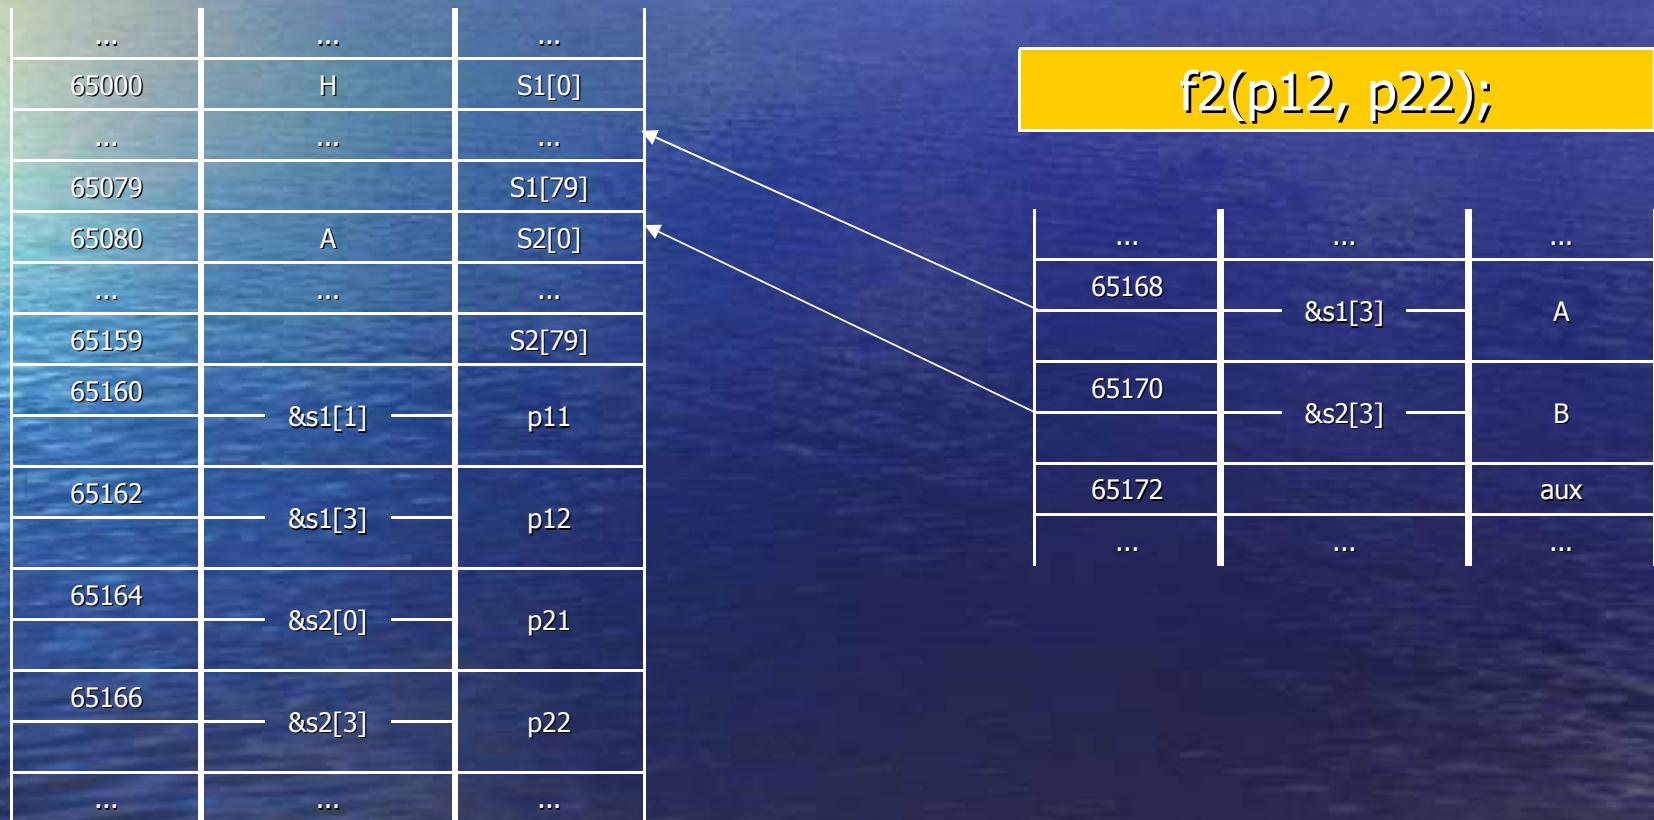 ... ... ...
65000 H S1[0]
... ... ...
65079 S1[79]
65080 A S2[0]
... ... ...
65159 S2[79]
65160 &s1[1] p11
65162 &s1[3] p12
65164 &s2[0] p21
65166 &s2[3] p22
... ... ...
f2(p12, p22);
... ... ...
65168 &s1[3] A
65170 &s2[3] B
65172 aux
... ... ...